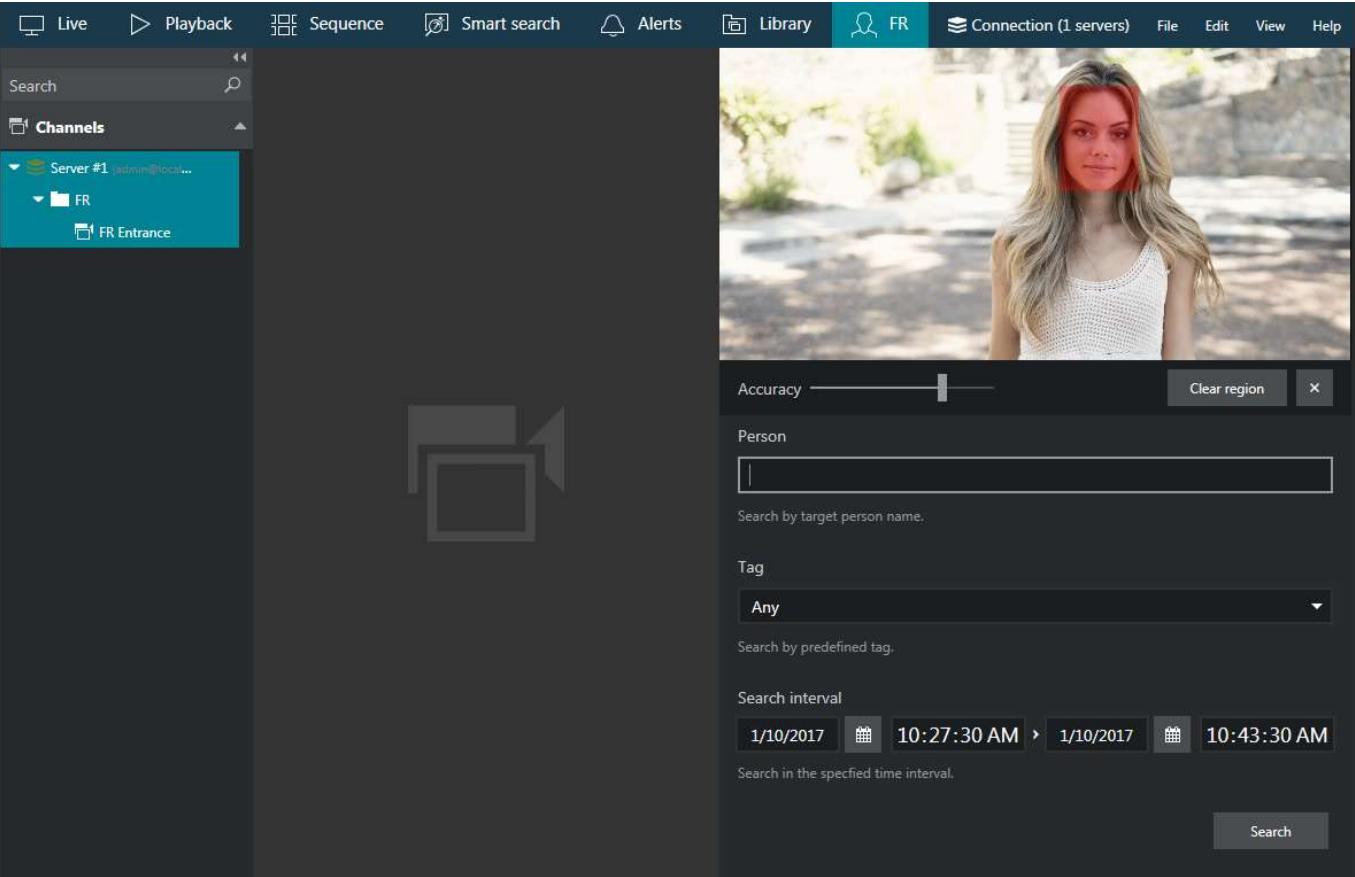 Live Playback Sequence Smart search Alerts Library FR Connection (1 servers) File Edit View Help
Search
Channels
Server #1 (admin@local...
FR
FR Entrance
Accuracy Clear region ×
Person
Search by target person name.
Tag
Any
Search by predefined tag.
Search interval
1/10/2017 10:27:30 AM › 1/10/2017 10:43:30 AM
Search in the specfied time interval.
Search